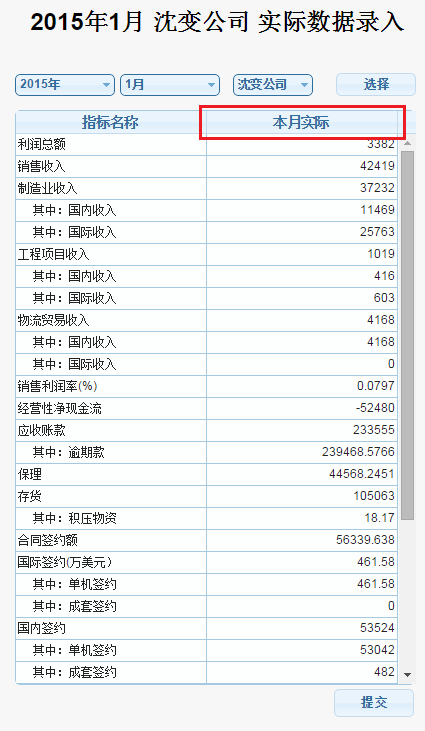 2015年1月 沈变公司 实际数据录入
2015年 1月 沈变公司 选择
指标名称 本月实际
利润总额 3382
销售收入 42419
制造业收入 37232
其中：国内收入 11469
其中：国际收入 25763
工程项目收入 1019
其中：国内收入 416
其中：国际收入 603
物流贸易收入 4168
其中：国内收入 4168
其中：国际收入 0
销售利润率(%) 0.0797
经营性净现金流 -52480
应收账款 233555
其中：逾期款 239468.5766
保理 44568.2451
存货 105063
其中：积压物资 18.17
合同签约额 56339.638
国际签约(万美元） 461.58
其中：单机签约 461.58
其中：成套签约 0
国内签约 53524
其中：单机签约 53042
其中：成套签约 482
提交